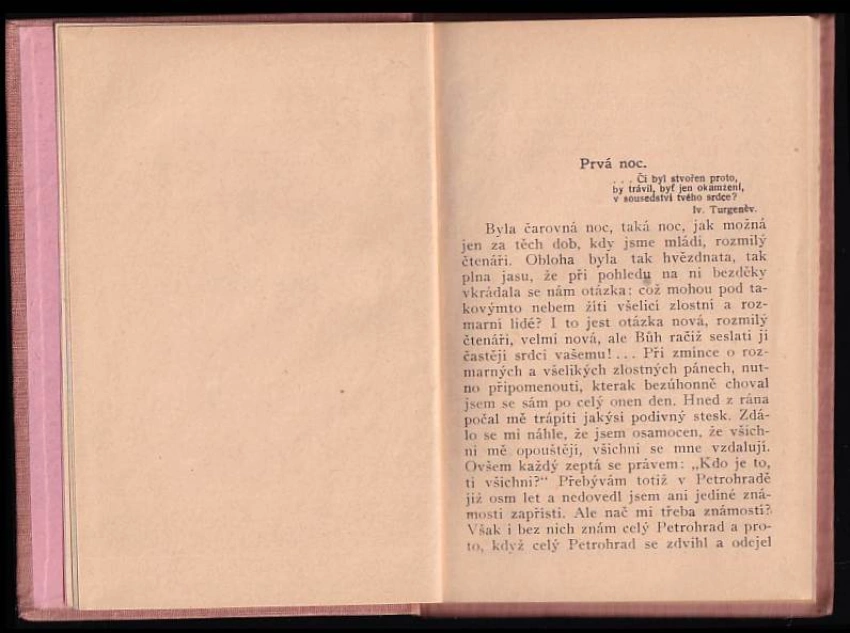 Prvá noc.
. . . Či byl stvořen proto,
by trávil, byť jen okamžení,
v sousedství tvého srdce?
Iv. Turgeněv.
Byla čarovná noc, taká noc, jak možná
jen za těch dob, kdy jsme mládi, rozmilý
čtenáři. Obloha byla tak hvězdnata, tak
plna jasu, že při pohledu na ni bezděky
vkrádala se nám otázka: což mohou pod ta-
kovýmto nebem žíti všelicí zlostní a roz-
marní lidé? I to jest otázka nová, rozmilý
čtenáři, velmi nová, ale Bůh račiž seslati ji
častěji srdci vašemu!... Při zmínce o roz-
marných a všelikých zlostných pánech, nut-
no připomenouti, kterak bezúhonně choval
jsem se sám po celý onen den. Hned z rána
počal mě trápiti jakýsi podivný stesk. Zdá-
lo se mi náhle, že jsem osamocen, že všich-
ni mě opouštějí, všichni se mne vzdalují.
Ovšem každý zeptá se právem: „Kdo je to,
ti všichni?“ Přebývám totiž v Petrohradě
již osm let a nedovedl jsem ani jediné zná-
mosti zapřísti. Ale nač mi třeba známostí?
Však i bez nich znám celý Petrohrad a pro-
to, když celý Petrohrad se zdvihl a odejel